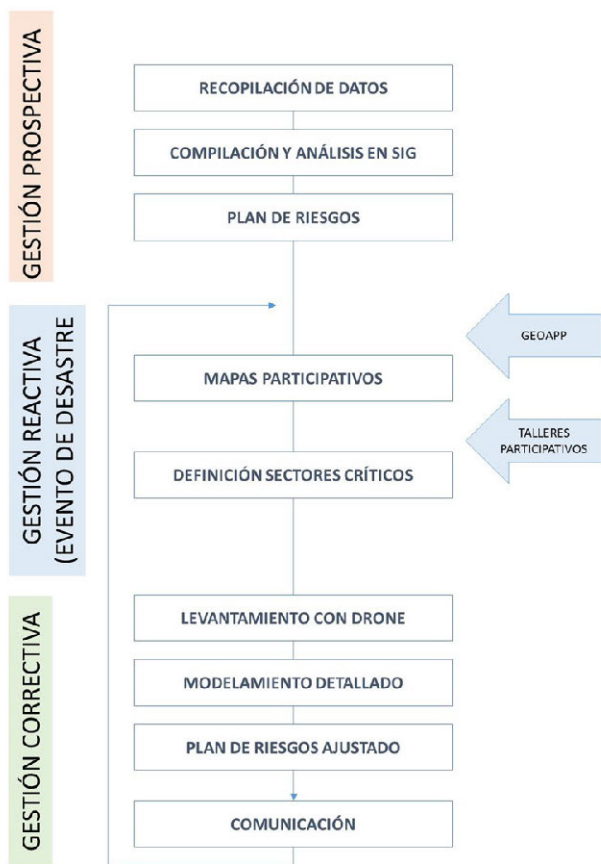 GESTIÓN PROSPECTIVA
RECOPILACIÓN DE DATOS
COMPILACIÓN Y ANÁLISIS EN SIG
PLAN DE RIESGOS
GESTIÓN REACTIVA
(EVENTO DE DESASTRE
GEOAPP
MAPAS PARTICIPATIVOS
TALLERES
PARTICIPATIVOS
DEFINICIÓN SECTORES CRÍTICOS
GESTIÓN CORRECTIVA
LEVANTAMIENTO CON DRONE
MODELAMIENTO DETALLADO
PLAN DE RIESGOS AJUSTADO
COMUNICACIÓN